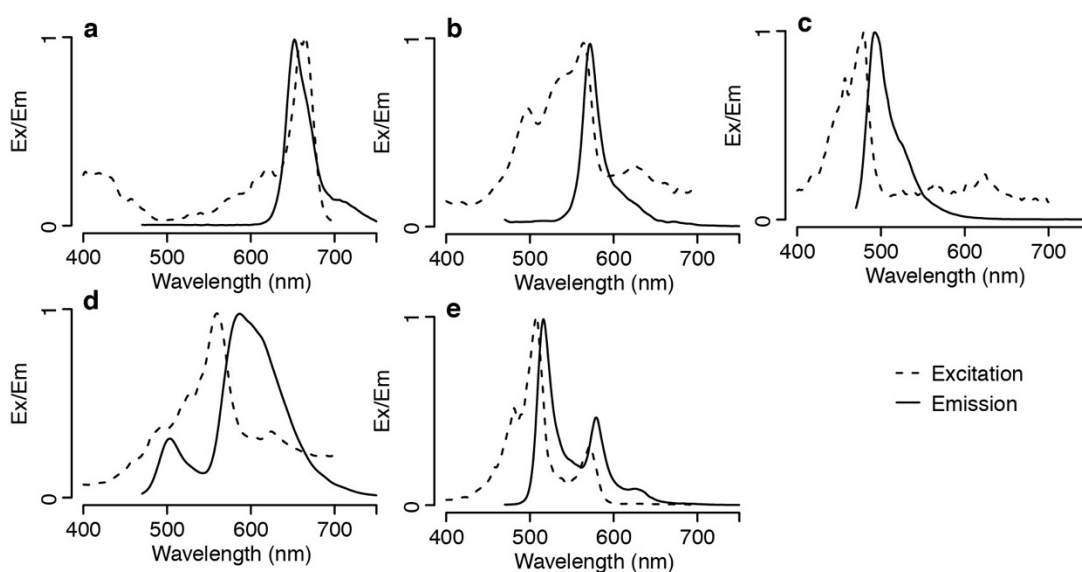 a
Ex/Em
1
0
400 500 600 700
Wavelength (nm)
b
Ex/Em
1
0
400 500 600 700
Wavelength (nm)
c
Ex/Em
1
0
400 500 600 700
Wavelength (nm)
d
Ex/Em
1
0
400 500 600 700
Wavelength (nm)
e
Ex/Em
1
0
400 500 600 700
Wavelength (nm)
Excitation
Emission